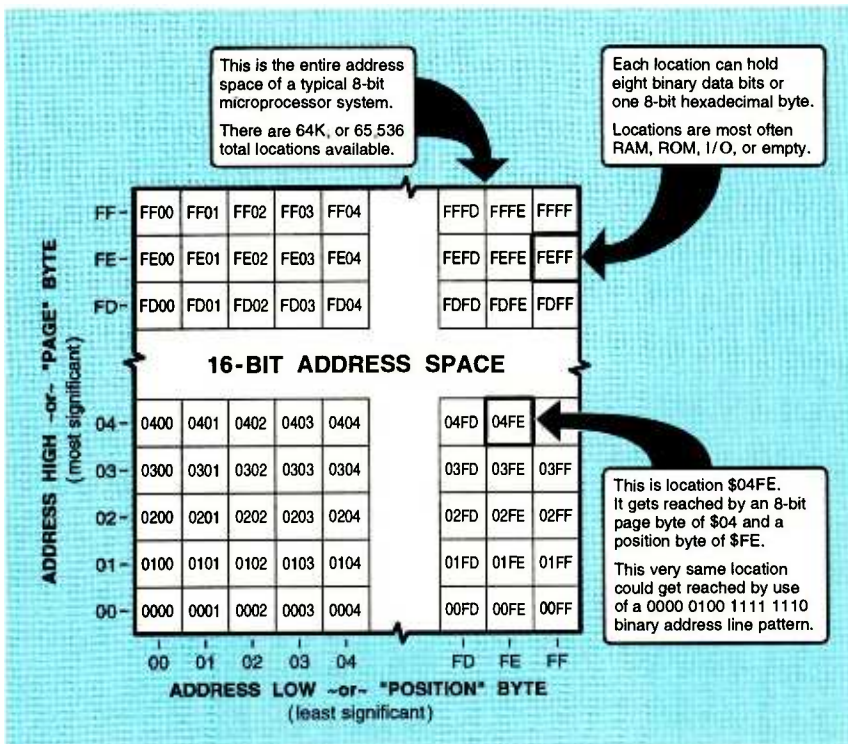 This is the entire address
space of a typical 8-bit
microprocessor system.
There are 64K, or 65,536
total locations available.
Each location can hold
eight binary data bits or
one 8-bit hexadecimal byte.
Locations are most often
RAM, ROM, I/O, or empty.
ADDRESS HIGH ~or~ "PAGE" BYTE
(most significant)
FF- FF00 FF01 FF02 FF03 FF04 FFFD FFFE FFFF
FE- FE00 FE01 FE02 FE03 FE04 FEFD FEFE FEFF
FD- FD00 FD01 FD02 FD03 FD04 FDFD FDFE FDFF
16-BIT ADDRESS SPACE
04- 0400 0401 0402 0403 0404 04FD 04FE
03- 0300 0301 0302 0303 0304 03FD 03FE 03FF
02- 0200 0201 0202 0203 0204 02FD 02FE 02FF
01- 0100 0101 0102 0103 0104 01FD 01FE 01FF
00- 0000 0001 0002 0003 0004 00FD 00FE 00FF
00 01 02 03 04 FD FE FF
ADDRESS LOW ~or~ "POSITION" BYTE
(least significant)
This is location $04FE.
It gets reached by an 8-bit
page byte of $04 and a
position byte of $FE.
This very same location
could get reached by use
of a 0000 0100 1111 1110
binary address line pattern.